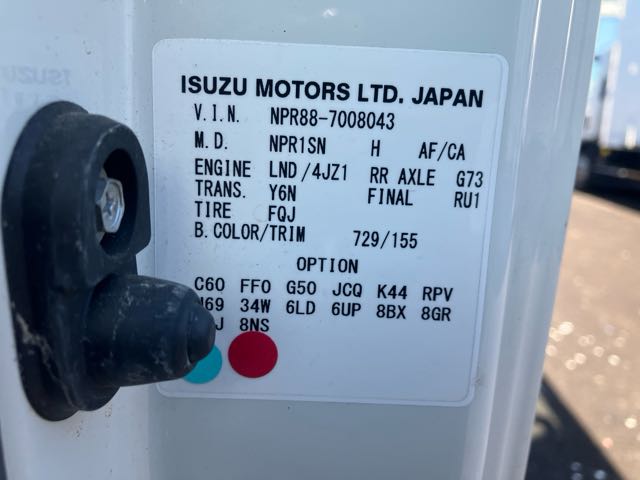 ISUZU MOTORS LTD. JAPAN
V.I.N. NPR88-7008043
M.D. NPR1SN H AF/CA
ENGINE LND/4JZ1 RR AXLE G73
TRANS. Y6N FINAL RU1
TIRE FQJ
B.COLOR/TRIM 729/155
OPTION
C60 FF0 G50 JCQ K44 RPV
34W 6LD 6UP 8BX 8GR
8NS